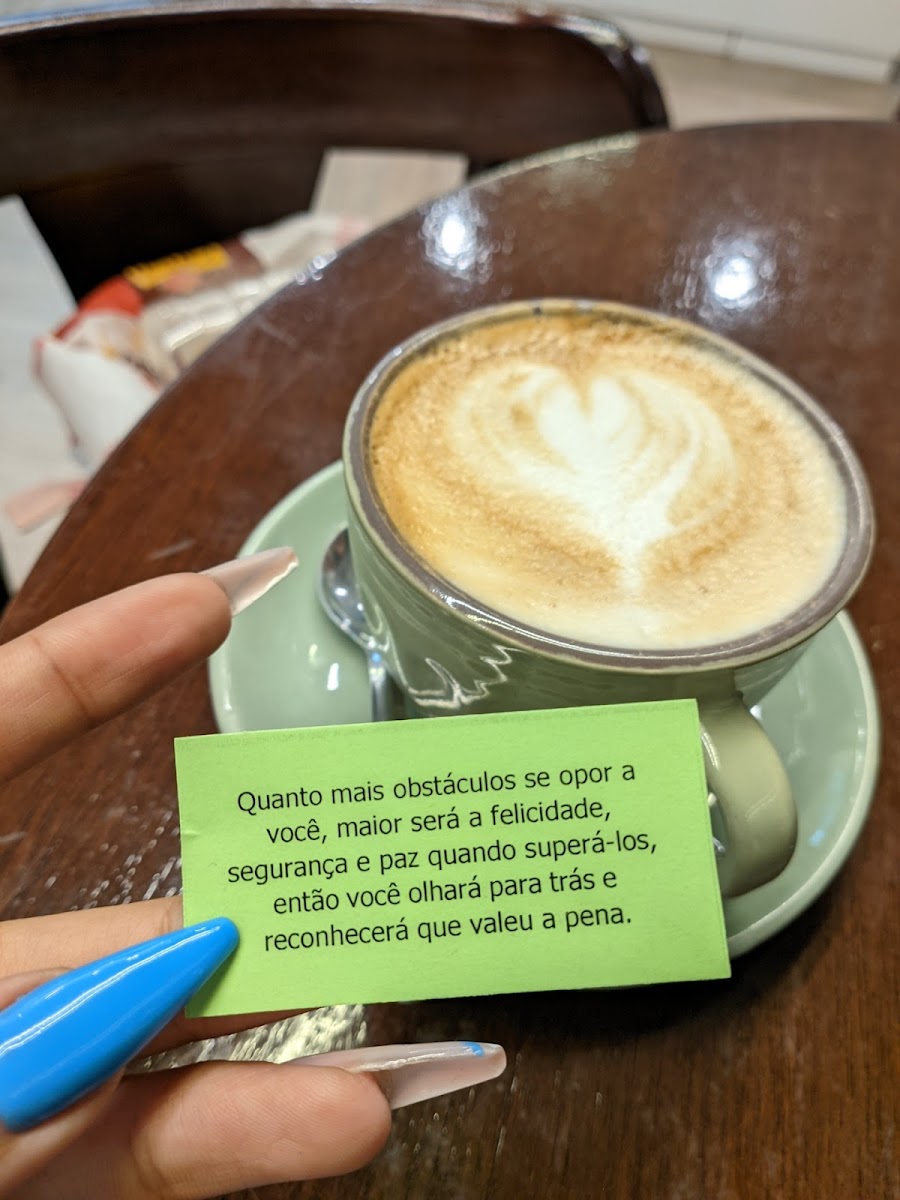 Quanto mais obstáculos se opor a
você, maior será a felicidade,
segurança e paz quando superá-los,
então você olhará para trás e
reconhecerá que valeu a pena.